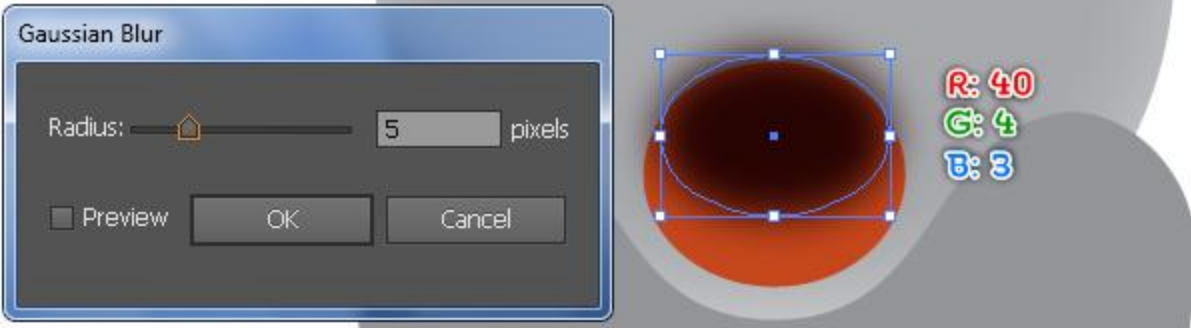 Gaussian Blur
Radius: 5 pixels
Preview OK Cancel
R: 40
G: 4
B: 3